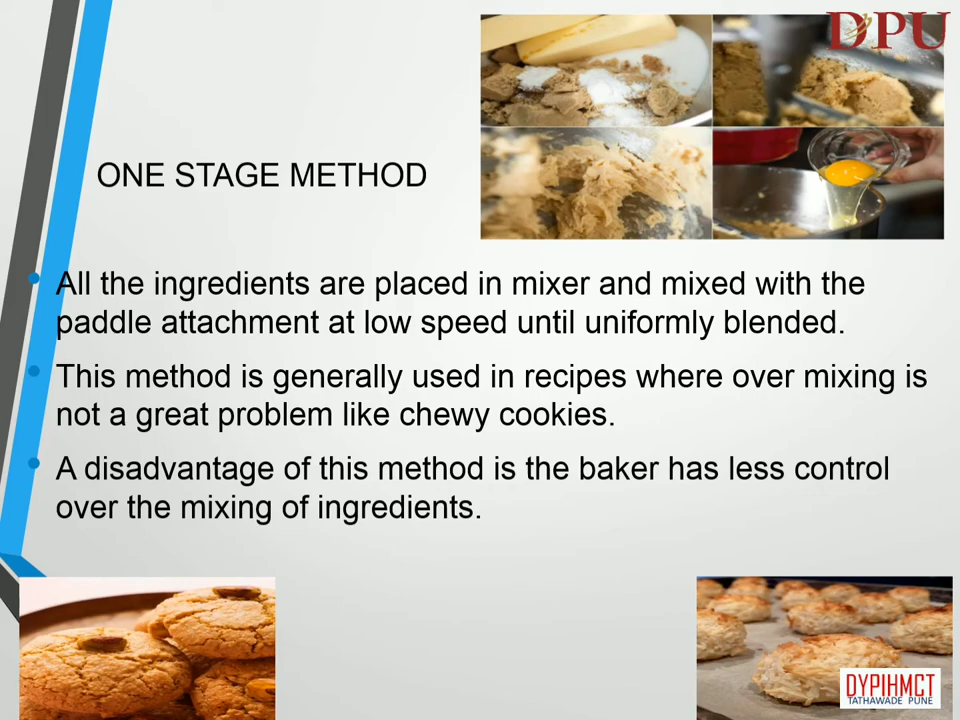 DPU
ONE STAGE METHOD
• All the ingredients are placed in mixer and mixed with the
paddle attachment at low speed until uniformly blended.
• This method is generally used in recipes where over mixing is
not a great problem like chewy cookies.
• A disadvantage of this method is the baker has less control
over the mixing of ingredients.
DYPIHMCT
TATHAWADE PUNE